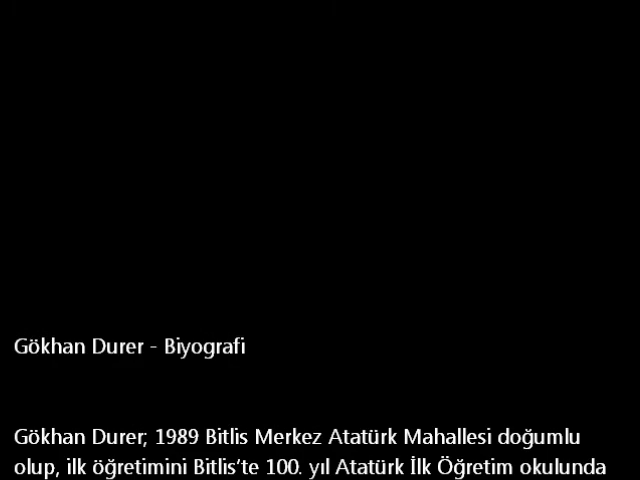 Gökhan Durer - Biyografi
Gökhan Durer; 1989 Bitlis Merkez Atatürk Mahallesi doğumlu
olup, ilk öğretimini Bitlis’te 100. yıl Atatürk İlk Öğretim okulunda